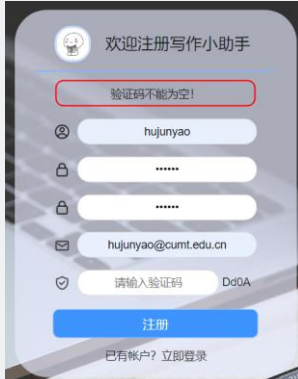 欢迎注册写作小助手
验证码不能为空!
hujunyao
••••••
••••••
hujunyao@cumt.edu.cn
请输入验证码 Dd0A
注册
已有帐户? 立即登录